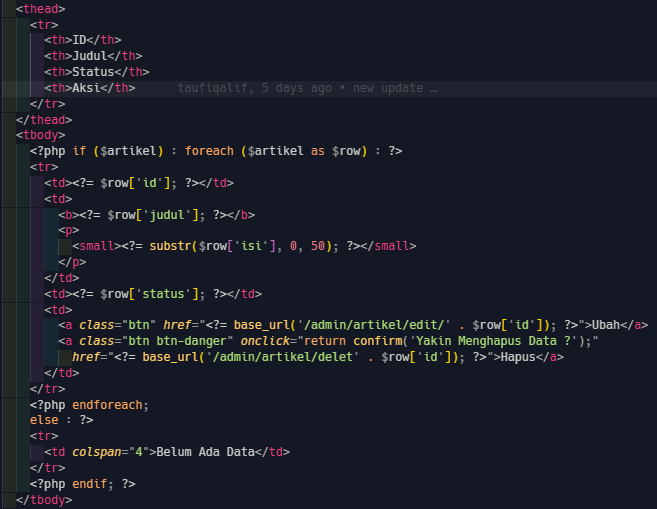 <thead>
<tr>
<th>ID</th>
<th>Judul</th>
<th>Status</th>
<th>Aksi</th> taufiqalif, 5 days ago • new update …
</tr>
</thead>
<tbody>
<?php if ($artikel) : foreach ($artikel as $row) : ?>
<tr>
<td><?= $row['id']; ?></td>
<td>
<b><?= $row['judul']; ?></b>
<p>
<small><?= substr($row['isi'], 0, 50); ?></small>
</p>
</td>
<td><?= $row['status']; ?></td>
<td>
<a class="btn" href="<?= base_url('/admin/artikel/edit/' . $row['id']); ?>">Ubah</a>
<a class="btn btn-danger" onclick="return confirm('Yakin Menghapus Data ?');"
href="<?= base_url('/admin/artikel/delet' . $row['id']); ?>">Hapus</a>
</td>
</tr>
<?php endforeach;
else : ?>
<tr>
<td colspan="4">Belum Ada Data</td>
</tr>
<?php endif; ?>
</tbody>